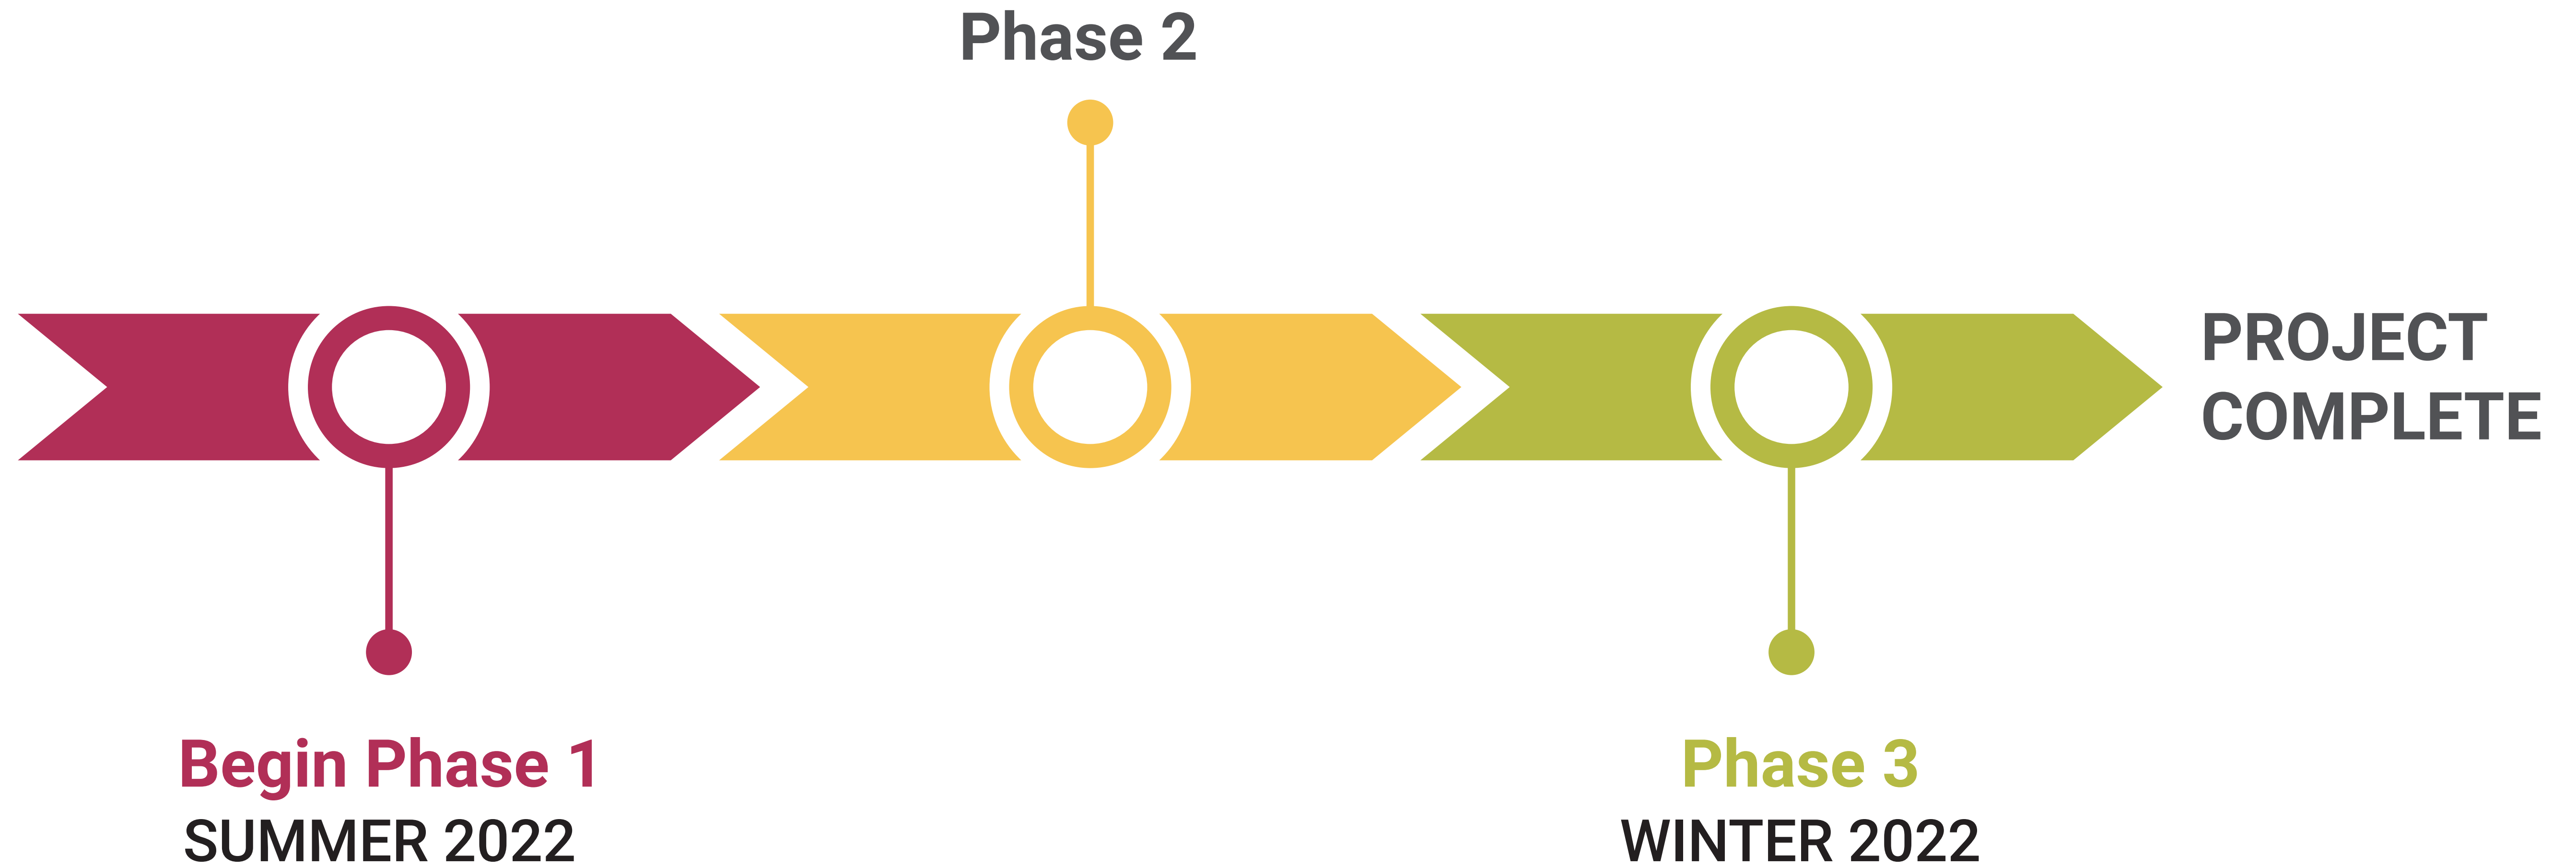 Phase 2
PROJECT
COMPLETE
Begin Phase 1
SUMMER 2022
Phase 3
WINTER 2022